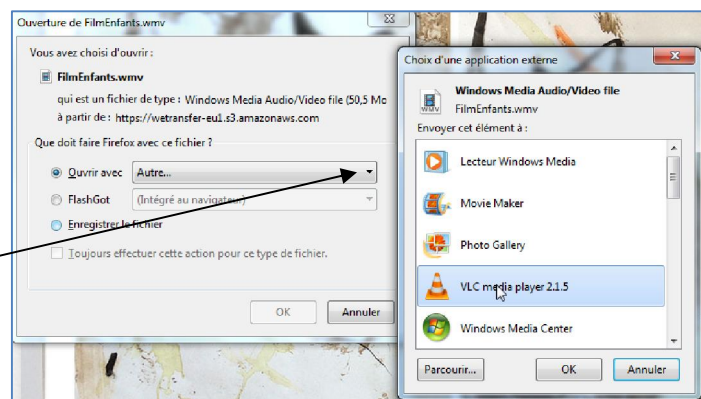 Ouverture de FilmEnfants.wmv
Vous avez choisi d'ouvrir :
FilmEnfants.wmv
qui est un fichier de type : Windows Media Audio/Video file (50,5 Mo
à partir de : https://wetransfer-eu1.s3.amazonaws.com
Que doit faire Firefox avec ce fichier ?
Ouvrir avec Autre...
FlashGot (Intégré au navigateur)
Enregistrer le fichier
Toujours effectuer cette action pour ce type de fichier.
OK Annuler
Choix d'une application externe
Windows Media Audio/Video file
FilmEnfants.wmv
WMV
Envoyer cet élément à :
Lecteur Windows Media
Movie Maker
Photo Gallery
VLC media player 2.1.5
Windows Media Center
Parcourir... OK Annuler